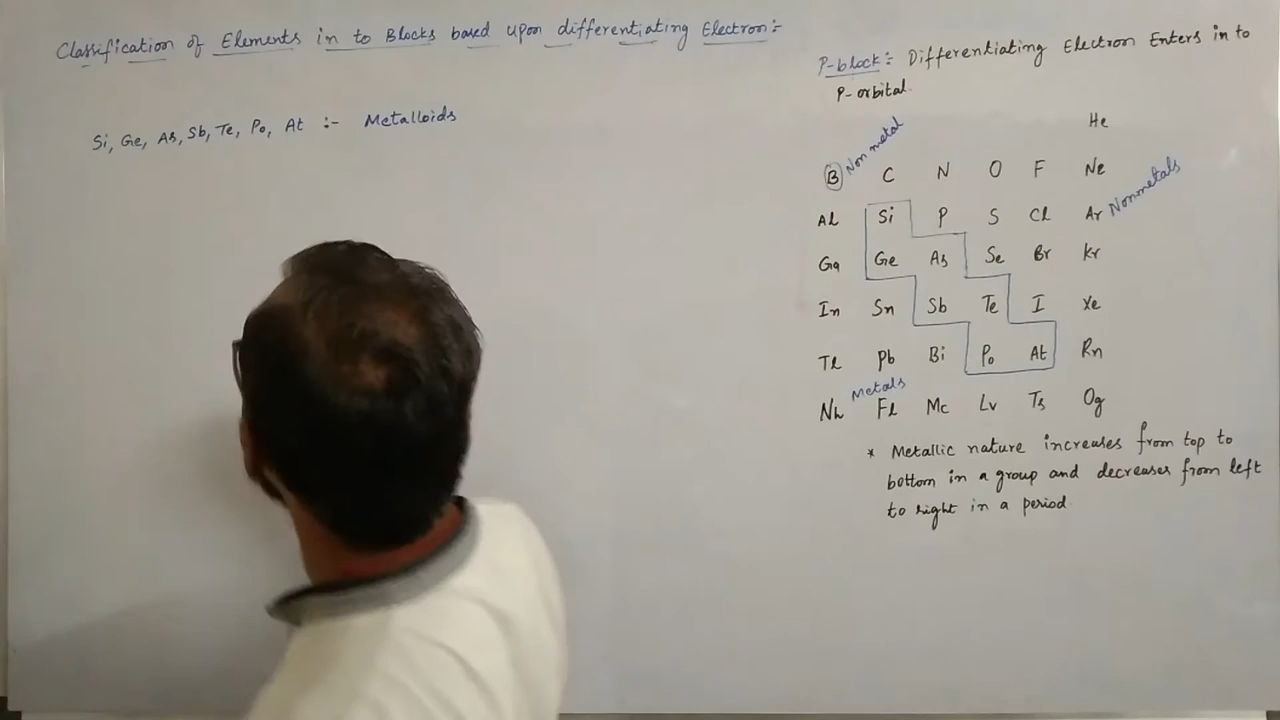 Classification of Elements in to Blocks based upon differentiating Electron:-
Si, Ge, As, Sb, Te, Po, At :- Metalloids
P-block:- Differentiating Electron Enters in to
P-orbital.
He
B Non metal C N O F Ne
Al Si P S Cl Ar Nonmetals
Ga Ge As Se Br Kr
In Sn Sb Te I Xe
Tl Pb Bi Po At Rn
Metals
Nh Fl Mc Lv Ts Og
* Metallic nature increases from top to
bottom in a group and decreases from left
to right in a period.